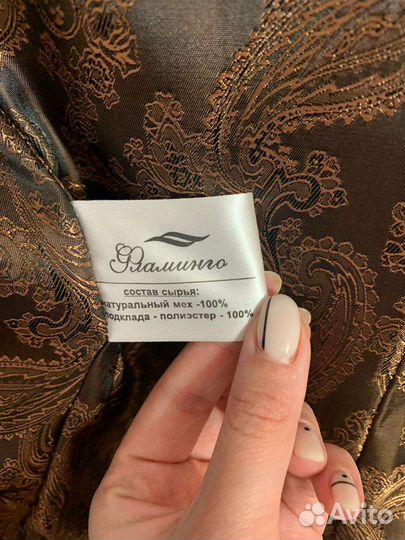 Фламинго
состав сырья:
натуральный мех -100%
подклада - полиэстер - 100%
Avito